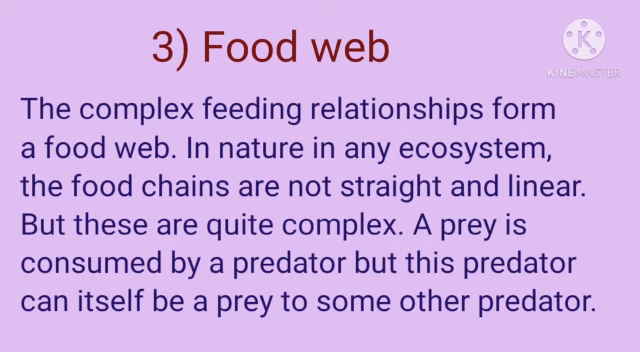 3) Food web
K
KINEMASTER
The complex feeding relationships form
a food web. In nature in any ecosystem,
the food chains are not straight and linear.
But these are quite complex. A prey is
consumed by a predator but this predator
can itself be a prey to some other predator.